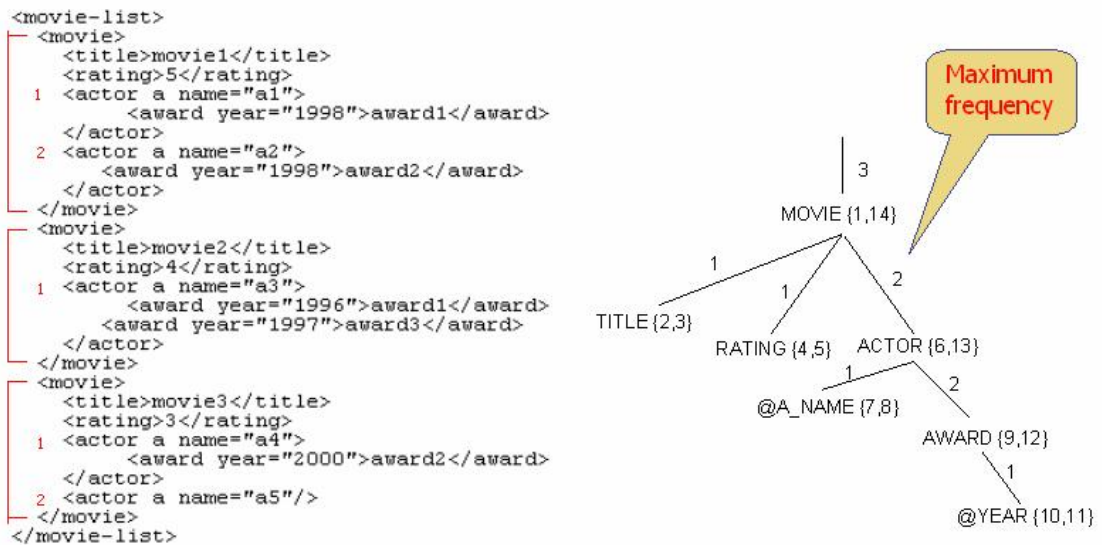 <movie-list>
<movie>
<title>movie1</title>
<rating>5</rating>
1 <actor a name="a1">
<award year="1998">award1</award>
</actor>
2 <actor a name="a2">
<award year="1998">award2</award>
</actor>
</movie>
<movie>
<title>movie2</title>
<rating>4</rating>
1 <actor a name="a3">
<award year="1996">award1</award>
<award year="1997">award3</award>
</actor>
</movie>
<movie>
<title>movie3</title>
<rating>3</rating>
1 <actor a name="a4">
<award year="2000">award2</award>
</actor>
2 <actor a name="a5"/>
</movie>
</movie-list>
Maximum
frequency
3
MOVIE {1,14}
1
1
2
TITLE {2,3}
RATING {4,5}
ACTOR {6,13}
1
2
@A_NAME {7,8}
AWARD {9,12}
1
@YEAR {10,11}